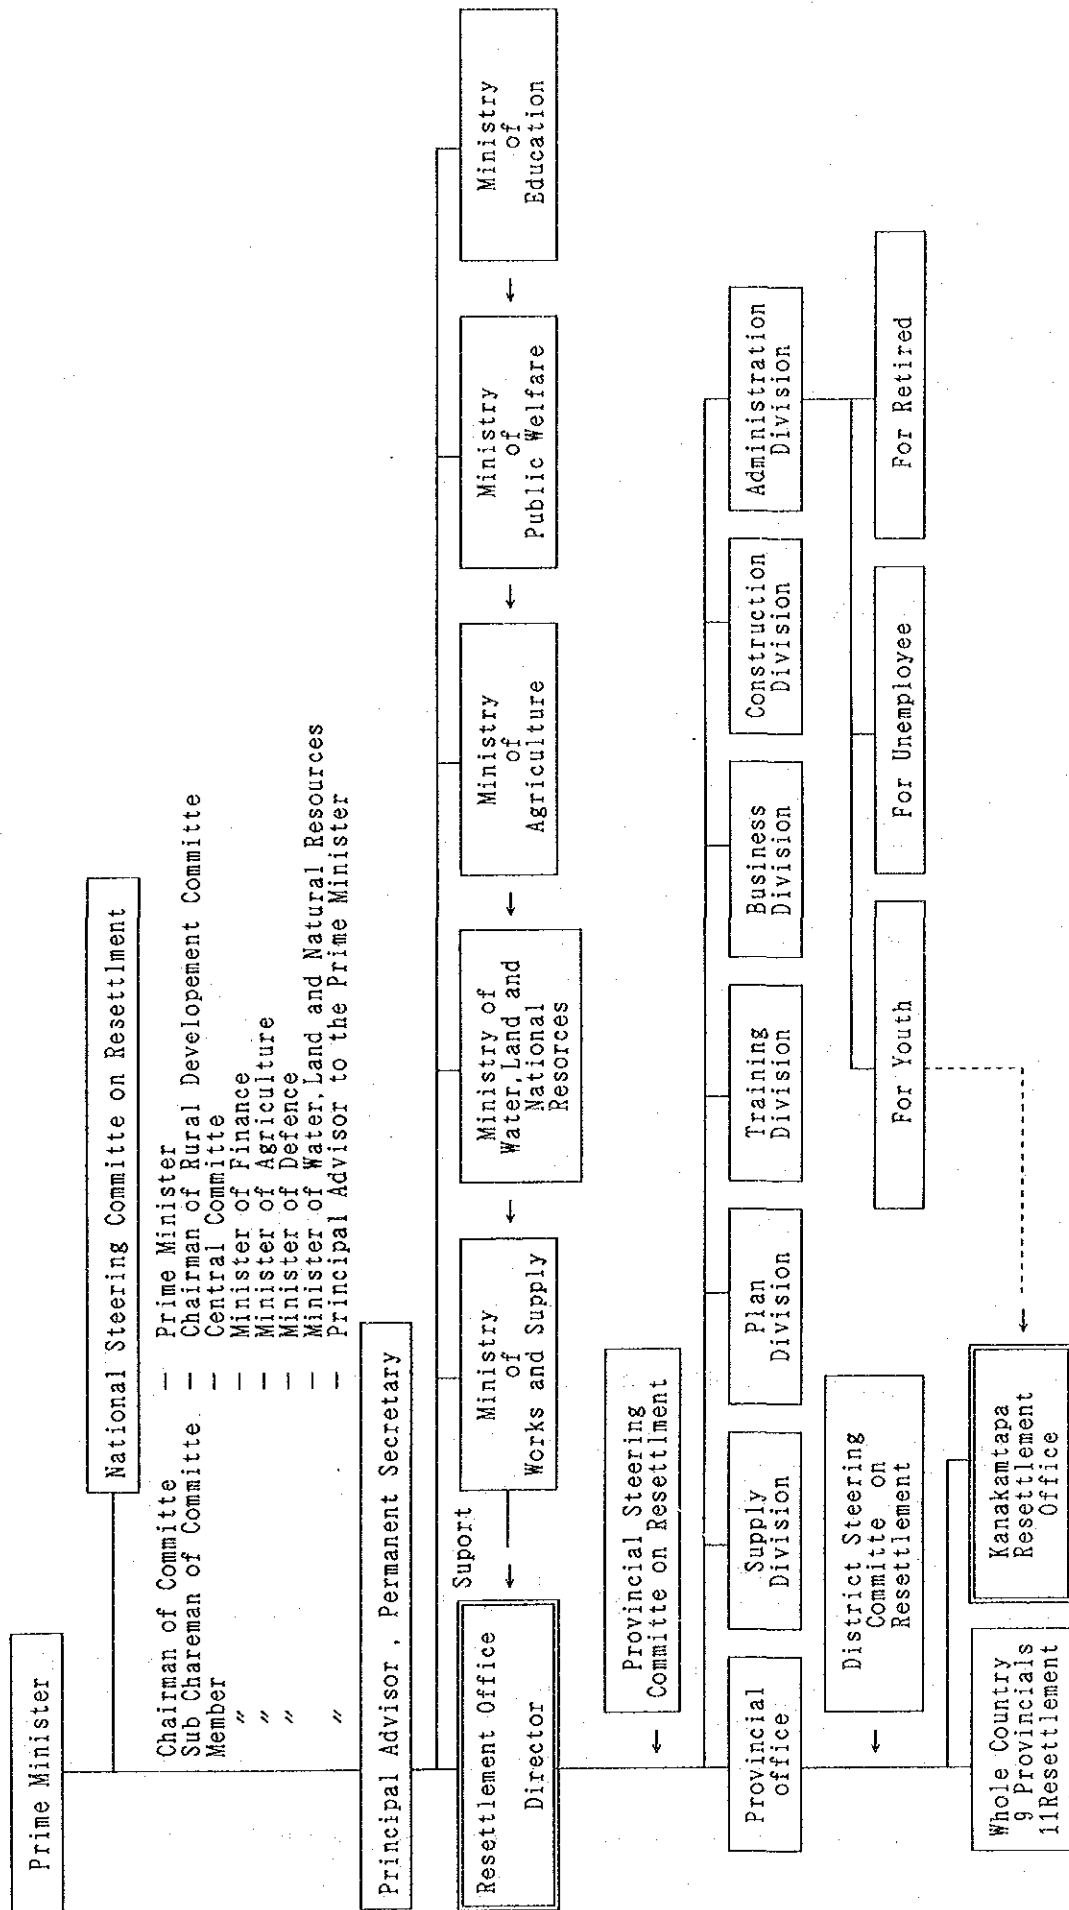 Prime Minister
National Steering Committe on Resettlment
Chairman of Committe — Prime Minister
Sub Chareman of Committe — Chairman of Rural Developement Committe
Member — Central Committe
— Minister of Finance
〃 — Minister of Agriculture
〃 — Minister of Defence
〃 — Minister of Water,Land and Natural Resources
〃 — Principal Advisor to the Prime Minister
Principal Advisor , Permanent Secretary
Resettlement Office
Director
Suport
Ministry
of
Works and Supply
Ministry of
Water,Land and
National
Resorces
Ministry
of
Agriculture
Ministry
of
Public Welfare
Ministry
of
Education
Provincial Steering
Committe on Resettlment
Provincial
office
Supply
Division
Plan
Division
Training
Division
Business
Division
Construction
Division
Administration
Division
District Steering
Committe on
Resettlement
For Youth
For Unemployee
For Retired
Whole Country
9 Provincials
11Resettlement
Kanakamtapa
Resettlement
Office